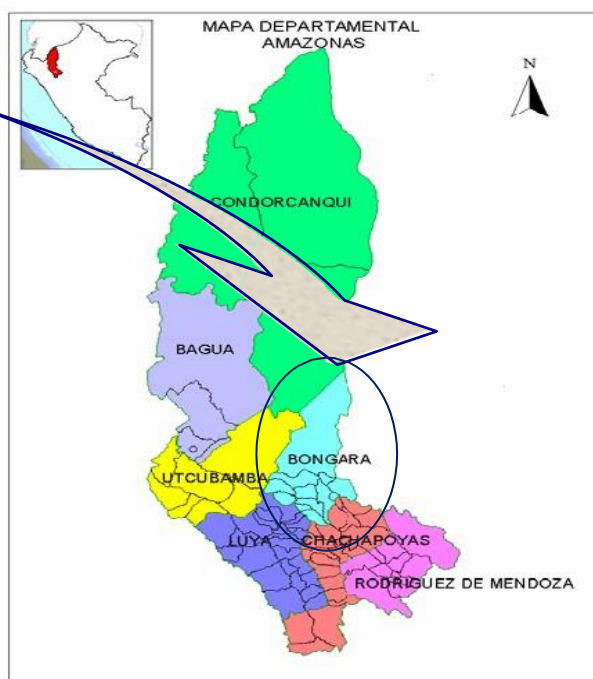 MAPA DEPARTAMENTAL
AMAZONAS
N
CONDORCANQUI
BAGUA
BONGARA
UTCUBAMBA
LUYA
CHACHAPOYAS
RODRIGUEZ DE MENDOZA